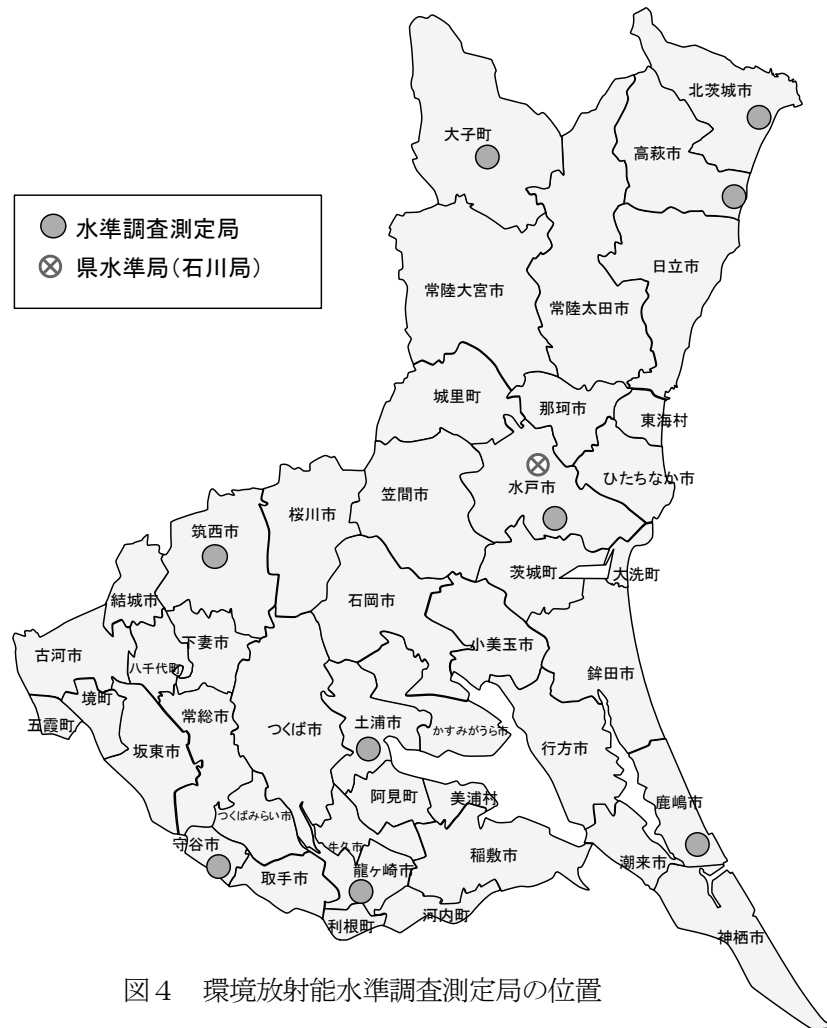 北茨城市
大子町
高萩市
水準調査測定局
県水準局(石川局)
日立市
常陸大宮市
常陸太田市
城里町
那珂市
東海村
ひたちなか市
水戸市
笠間市
桜川市
筑西市
茨城町
大洗町
結城市
石岡市
下妻市
小美玉市
古河市
八千代町
鉾田市
境町
常総市
五霞町
つくば市
土浦市
かすみがうら市
坂東市
行方市
阿見町
美浦村
鹿嶋市
つくばみらい市
守谷市
牛久市
稲敷市
潮来市
龍ヶ崎市
取手市
河内町
利根町
神栖市
図4 環境放射能水準調査測定局の位置